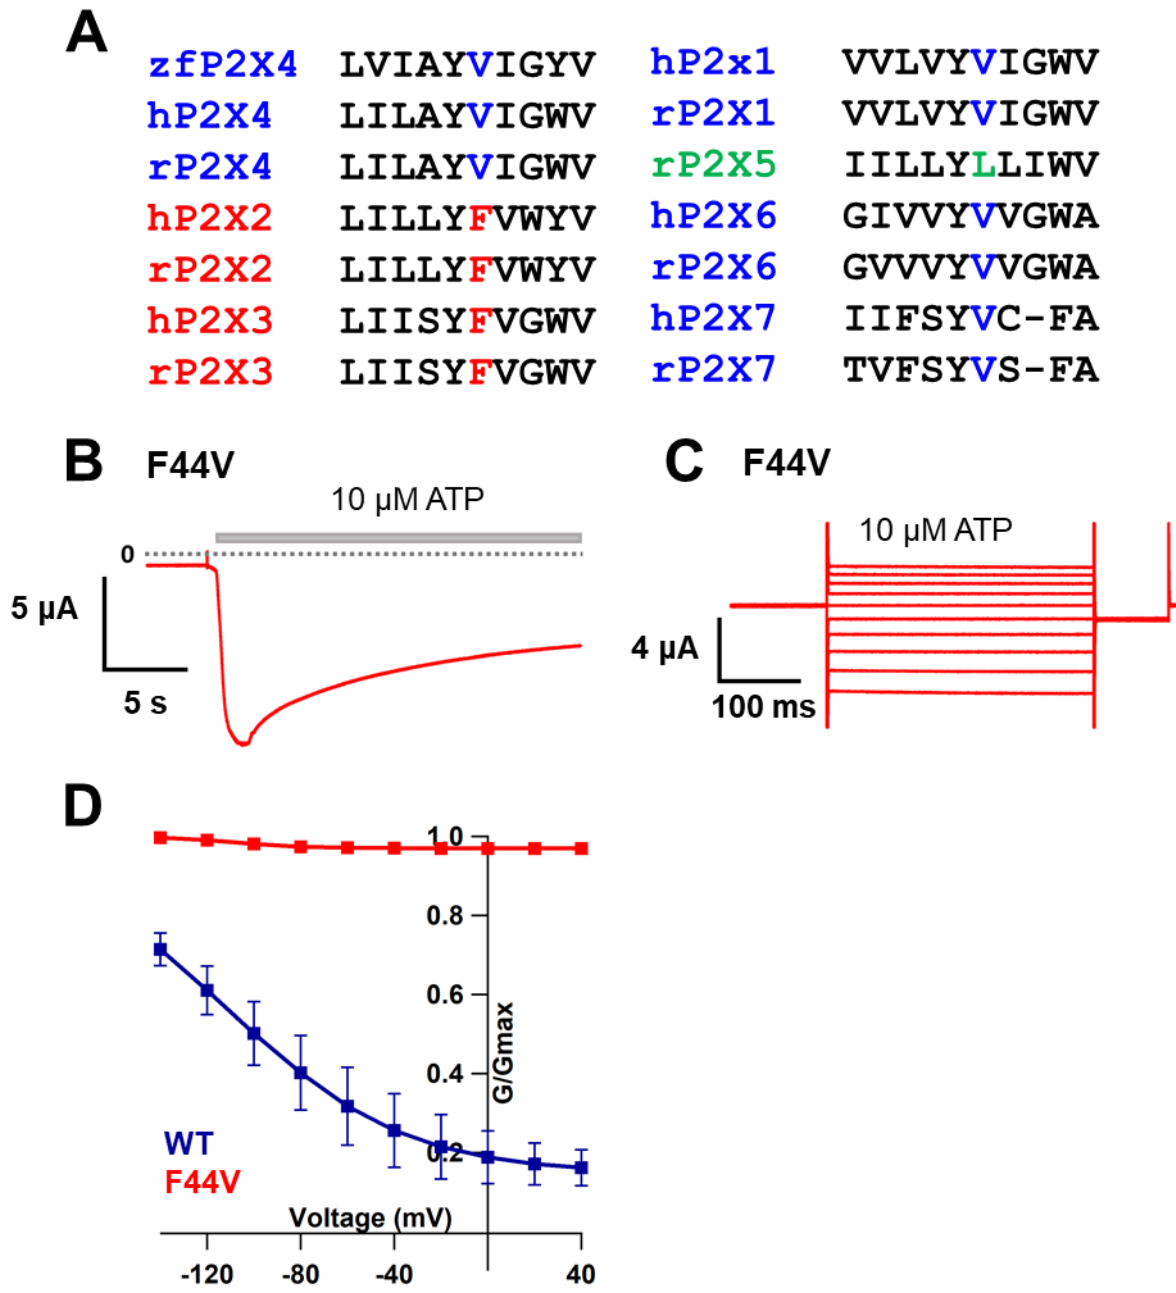 A
zfP2X4 LVIAYVIGYV
hP2X4 LILAYVIGWV
rP2X4 LILAYVIGWV
hP2X2 LILLYFVWYV
rP2X2 LILLYFVWYV
hP2X3 LIISYFVGWV
rP2X3 LIISYFVGWV
hP2x1 VVLVYVIGWV
rP2X1 VVLVYVIGWV
rP2X5 IILLYLLIWV
hP2X6 GIVVYVVGWA
rP2X6 GVVVYVVGWA
hP2X7 IIFSYVC-FA
rP2X7 TVFSYVS-FA
B F44V
10 µM ATP
0
5 µA
5 s
C F44V
10 µM ATP
4 µA
100 ms
D
1.0
0.8
0.6
0.4
0.2
G/Gmax
WT
F44V
Voltage (mV)
-120 -80 -40 40